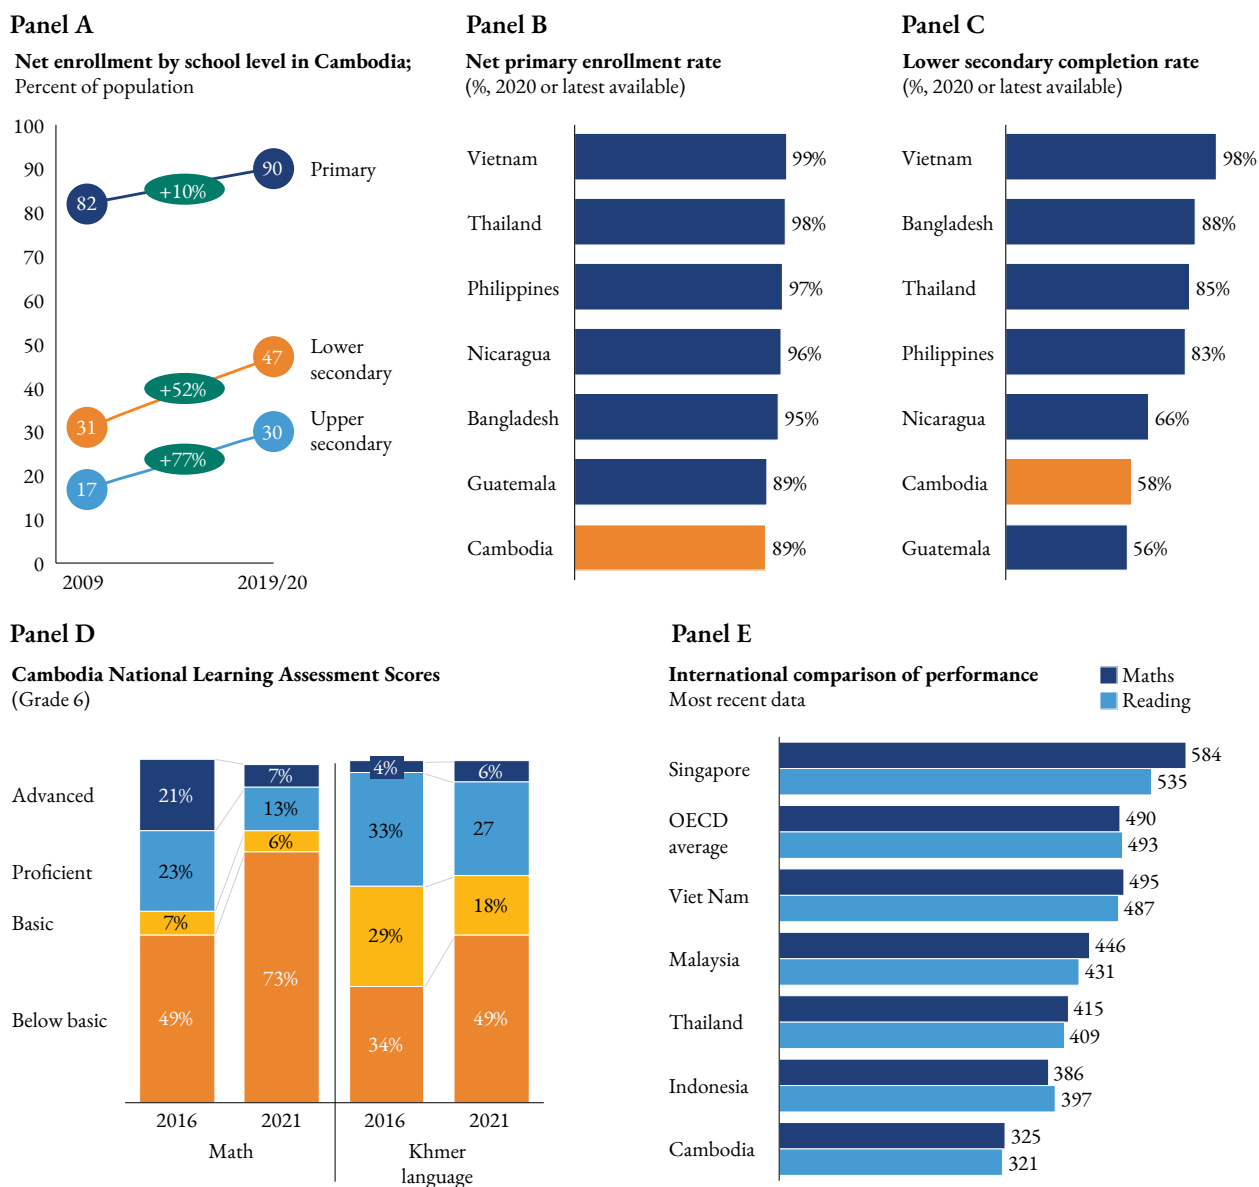 Panel A
Net enrollment by school level in Cambodia;
Percent of population
100
90
80
70
60
50
40
30
20
10
0
82
+10%
90
Primary
31
+52%
47
Lower
secondary
17
+77%
30
Upper
secondary
2009
2019/20
Panel B
Net primary enrollment rate
(%, 2020 or latest available)
Vietnam 99%
Thailand 98%
Philippines 97%
Nicaragua 96%
Bangladesh 95%
Guatemala 89%
Cambodia 89%
Panel C
Lower secondary completion rate
(%, 2020 or latest available)
Vietnam 98%
Bangladesh 88%
Thailand 85%
Philippines 83%
Nicaragua 66%
Cambodia 58%
Guatemala 56%
Panel D
Cambodia National Learning Assessment Scores
(Grade 6)
Advanced
Proficient
Basic
Below basic
21%
23%
7%
49%
7%
13%
6%
73%
4%
33%
29%
34%
6%
27
18%
49%
2016
2021
2016
2021
Math
Khmer
language
Panel E
International comparison of performance
Most recent data
Maths
Reading
Singapore
584
535
OECD
average
490
493
Viet Nam
495
487
Malaysia
446
431
Thailand
415
409
Indonesia
386
397
Cambodia
325
321